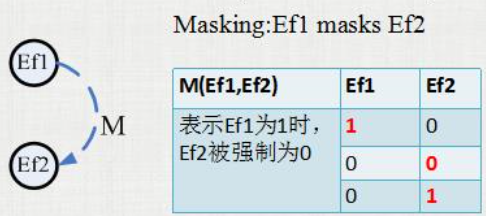 Masking:Ef1 masks Ef2
Ef1
M
Ef2
M(Ef1,Ef2) Ef1 Ef2
表示Ef1为1时， 1 0
Ef2被强制为0 0 0
0 1